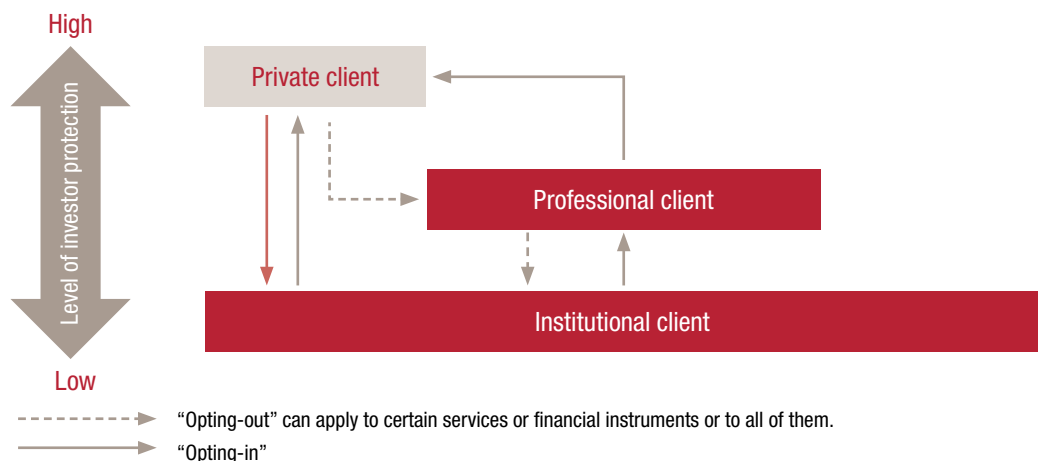 High
Level of investor protection
Low
Private client
Professional client
Institutional client
“Opting-out” can apply to certain services or financial instruments or to all of them.
“Opting-in”